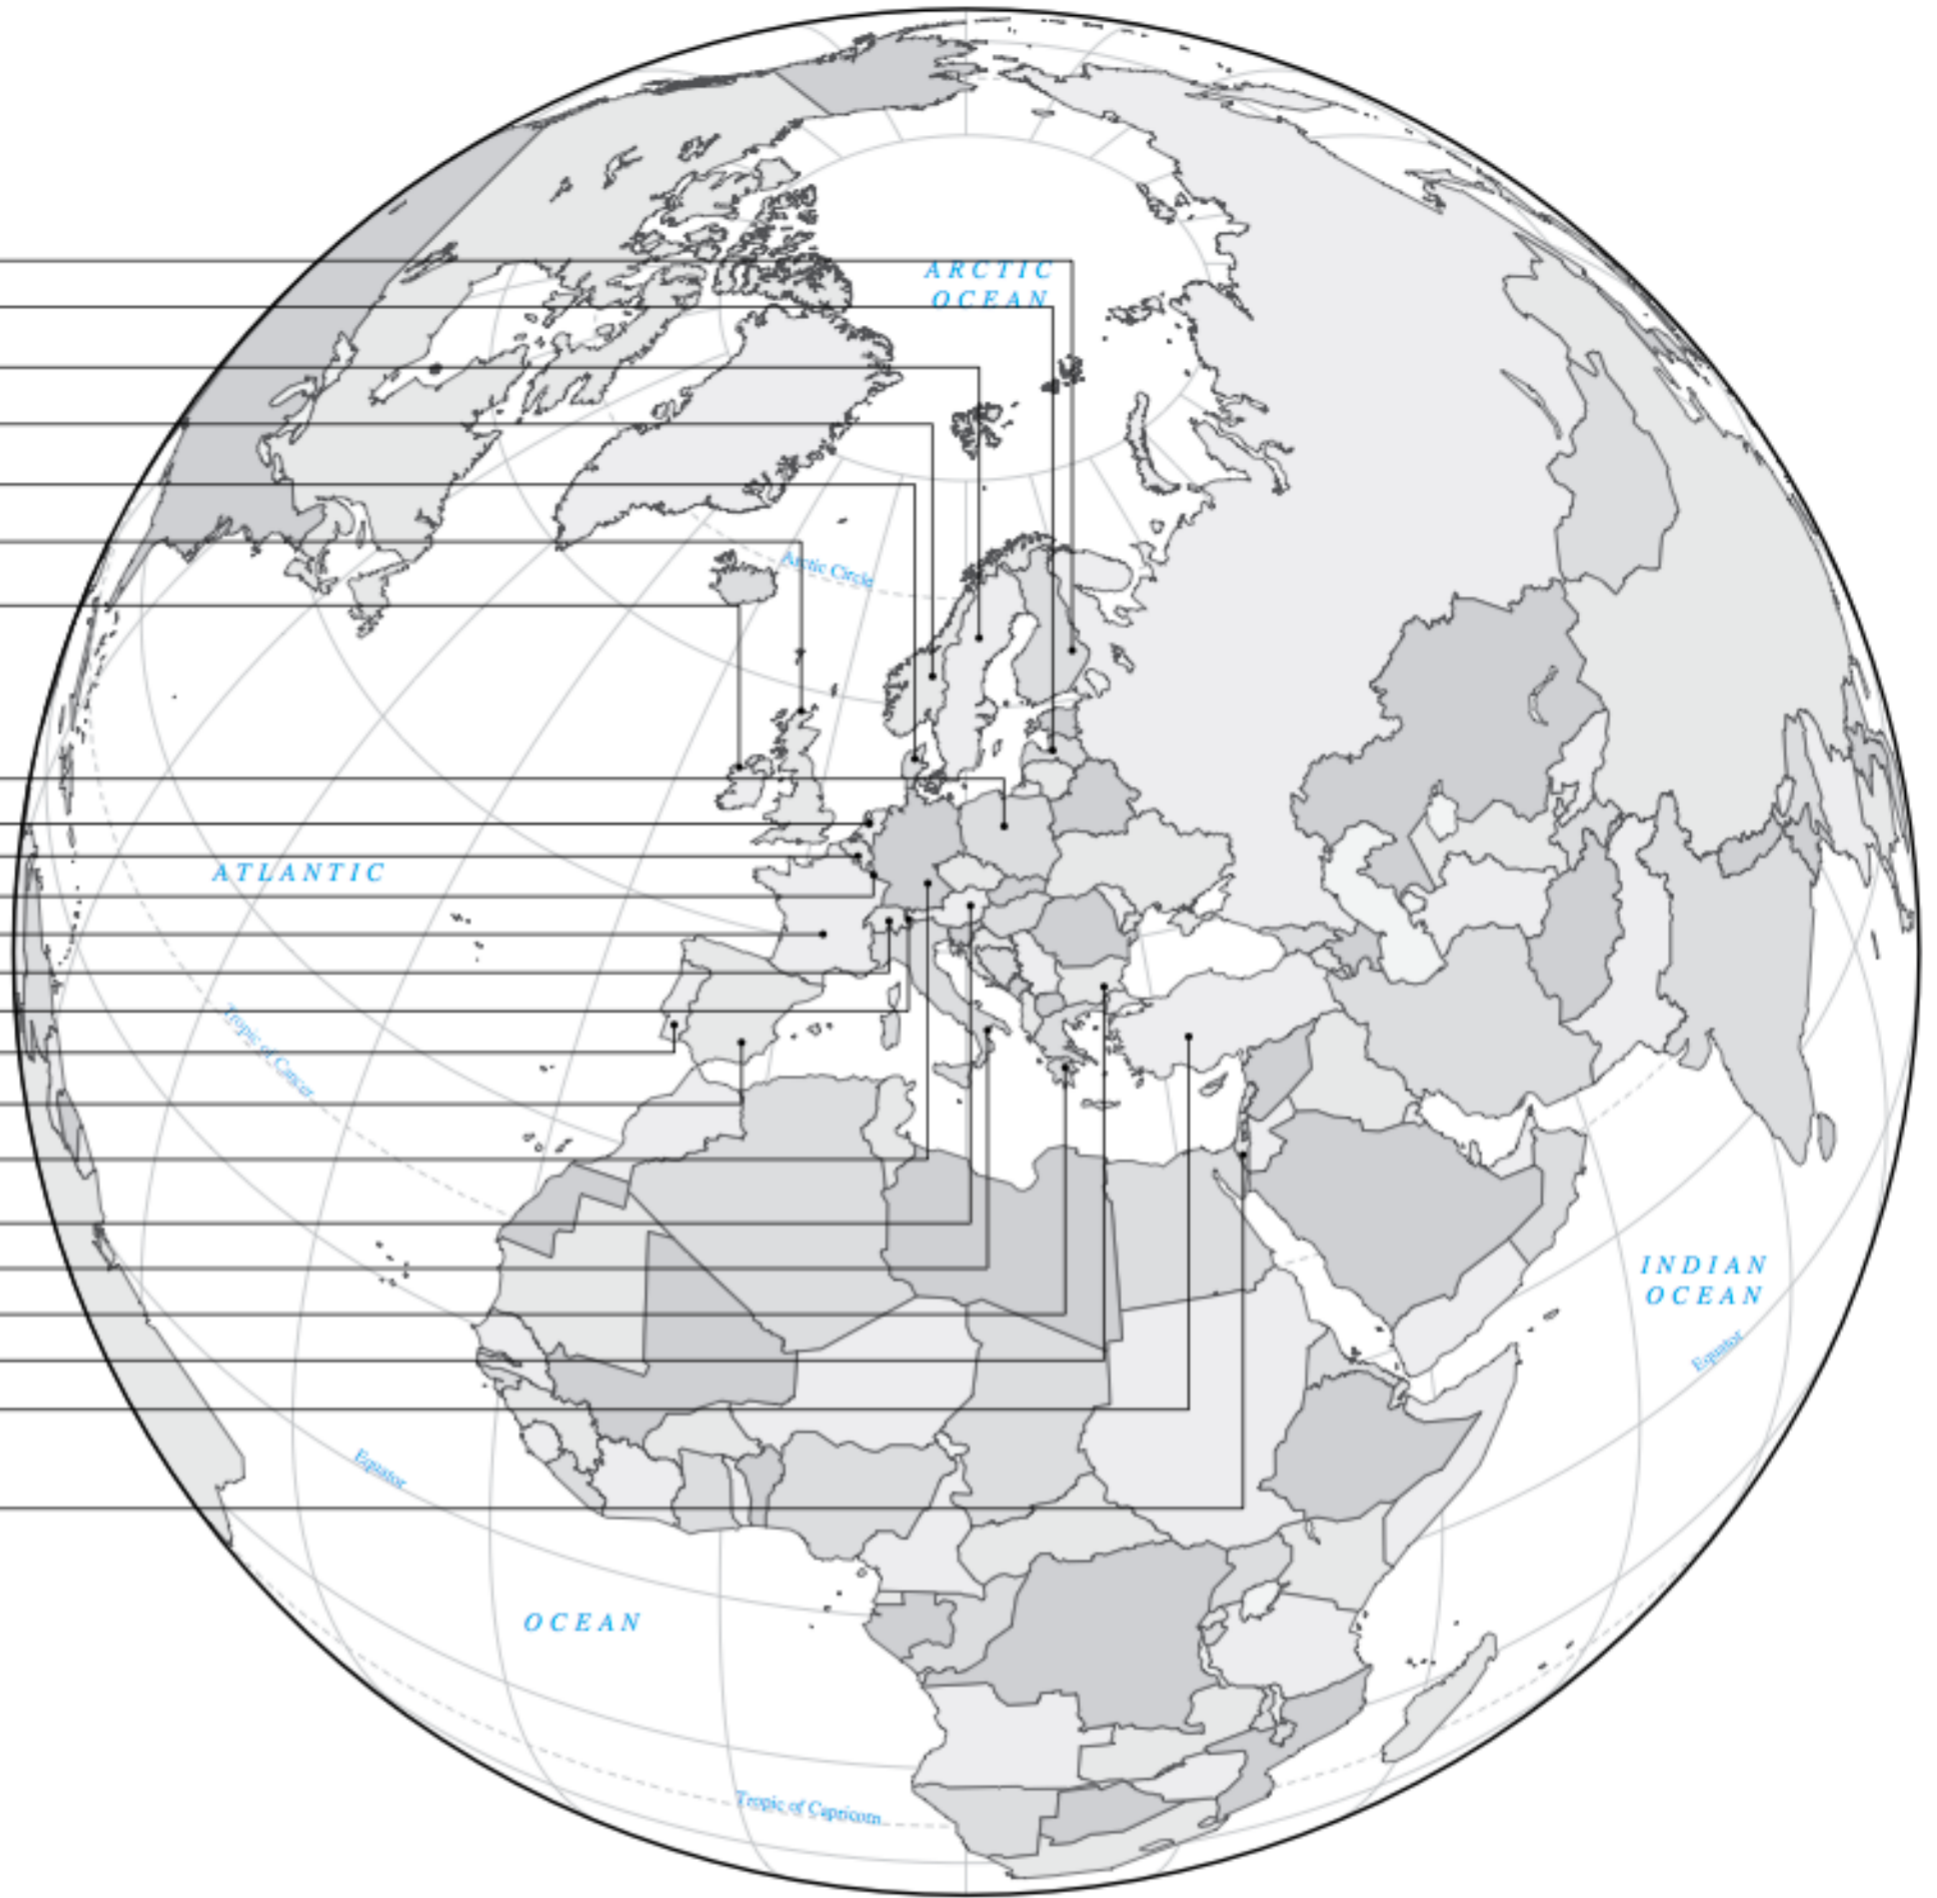 ARCTIC
OCEAN
Arctic Circle
ATLANTIC
Tropic of Cancer
INDIAN
OCEAN
Equator
Equator
OCEAN
Tropic of Capricorn